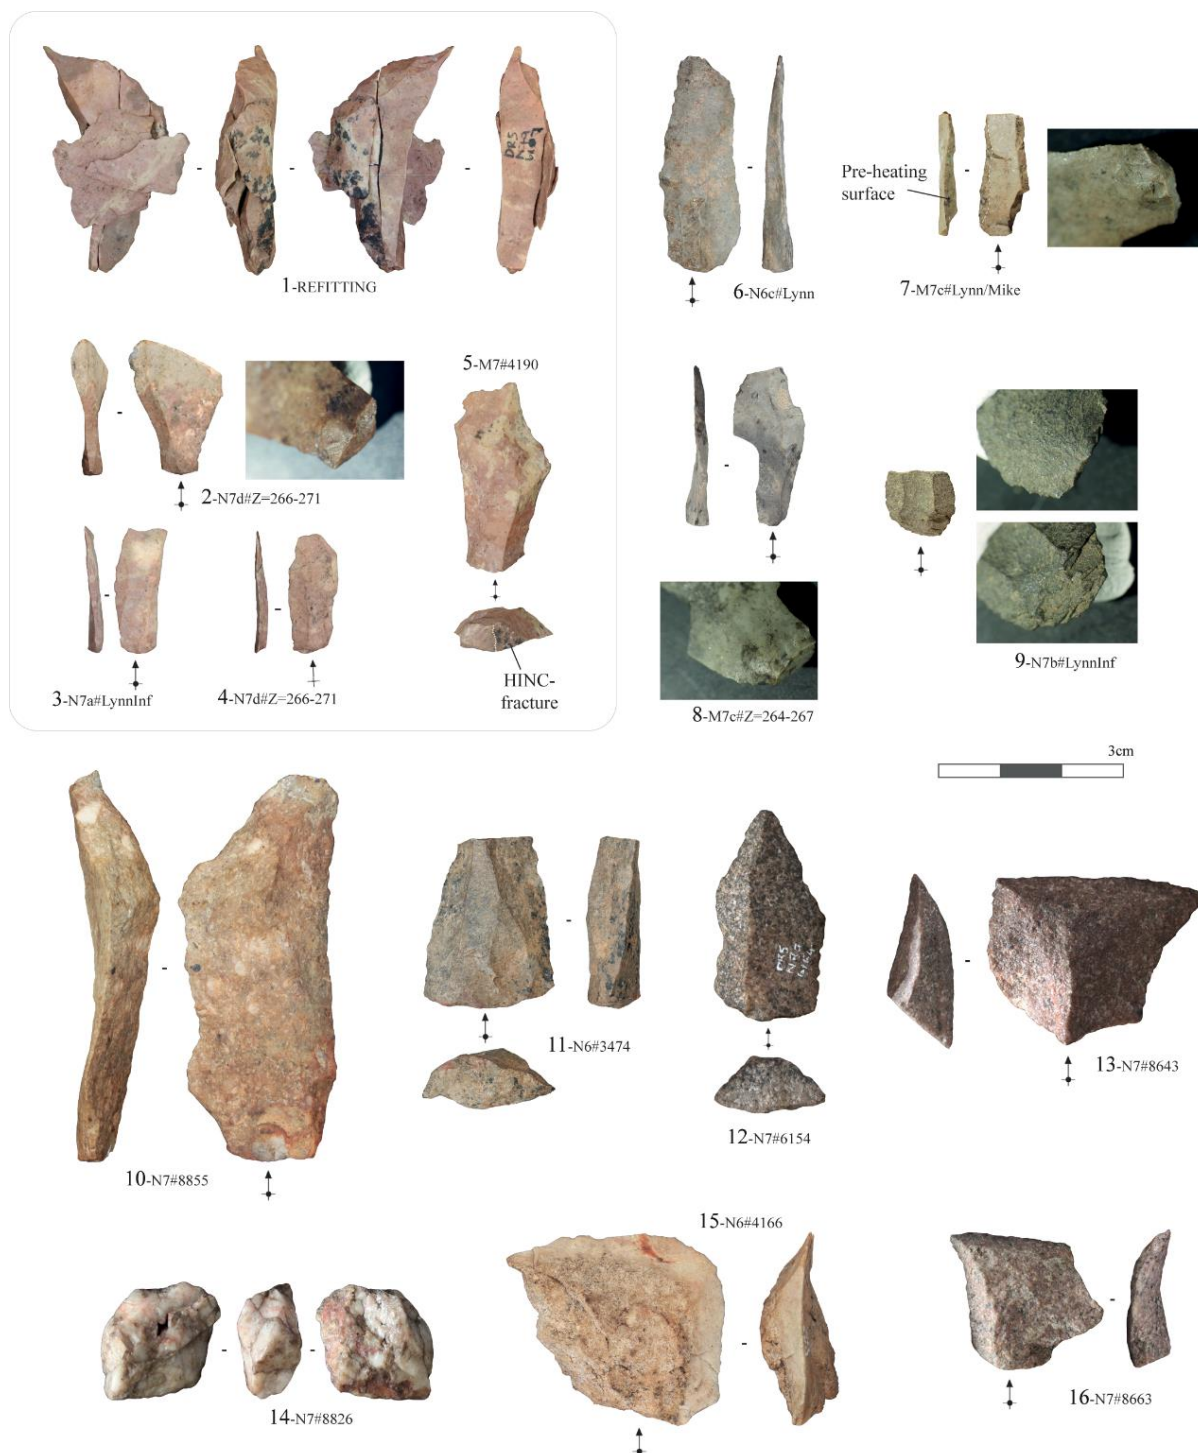 DRS
1-REFITTING
6-N6c#Lynn
Pre-heating
surface
7-M7c#Lynn/Mike
2-N7d#Z=266-271
5-M7#4190
3-N7a#LynnInf
4-N7d#Z=266-271
HINC-
fracture
8-M7c#Z=264-267
9-N7b#LynnInf
3cm
10-N7#8855
11-N6#3474
DRS
12-N7#6154
13-N7#8643
14-N7#8826
15-N6#4166
16-N7#8663